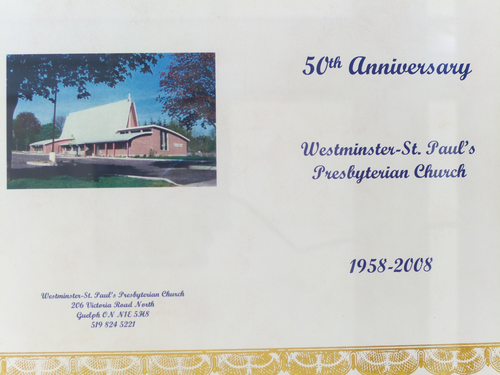 50th Anniversary
Westminster-St. Paul's
Presbyterian Church
1958-2008
Westminster-St. Paul's Presbyterian Church
206 Victoria Road North
Guelph ON N1E 5H8
519 824 5221